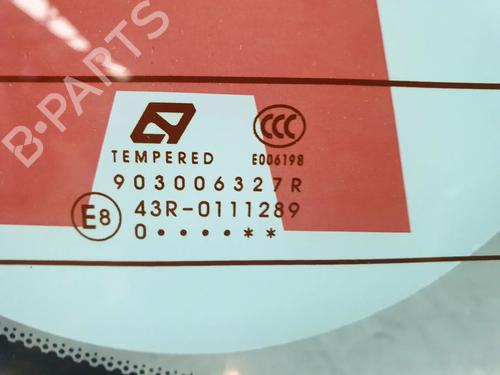 B-PARTS
CCC
TEMPERED E006198
903006327R
E8 43R-0111289
0••••✱✱